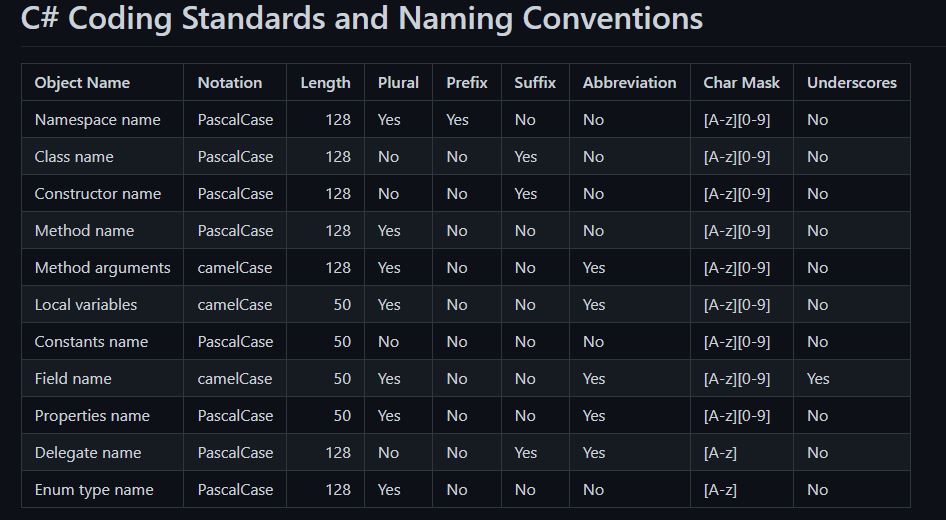 C# Coding Standards and Naming Conventions
Object Name Notation Length Plural Prefix Suffix Abbreviation Char Mask Underscores
Namespace name PascalCase 128 Yes Yes No No [A-z][0-9] No
Class name PascalCase 128 No No Yes No [A-z][0-9] No
Constructor name PascalCase 128 No No Yes No [A-z][0-9] No
Method name PascalCase 128 Yes No No No [A-z][0-9] No
Method arguments camelCase 128 Yes No No Yes [A-z][0-9] No
Local variables camelCase 50 Yes No No Yes [A-z][0-9] No
Constants name PascalCase 50 No No No No [A-z][0-9] No
Field name camelCase 50 Yes No No Yes [A-z][0-9] Yes
Properties name PascalCase 50 Yes No No Yes [A-z][0-9] No
Delegate name PascalCase 128 No No Yes Yes [A-z] No
Enum type name PascalCase 128 Yes No No No [A-z] No